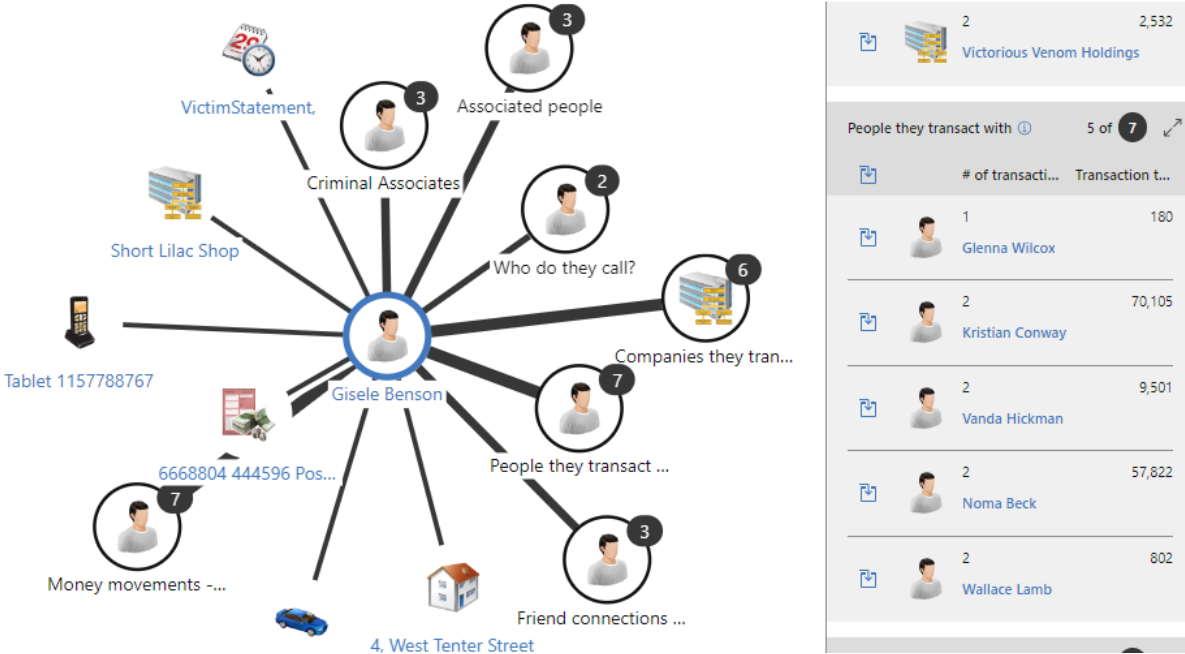 3
Associated people
VictimStatement,
3
Criminal Associates
2
Who do they call?
Short Lilac Shop
6
Companies they tran...
Tablet 1157788767
Gisele Benson
7
People they transact ...
6668804 444596 Pos...
7
Money movements -...
3
Friend connections ...
4, West Tenter Street
2 2,532
Victorious Venom Holdings
People they transact with 5 of 7
# of transacti... Transaction t...
1 180
Glenna Wilcox
2 70,105
Kristian Conway
2 9,501
Vanda Hickman
2 57,822
Noma Beck
2 802
Wallace Lamb